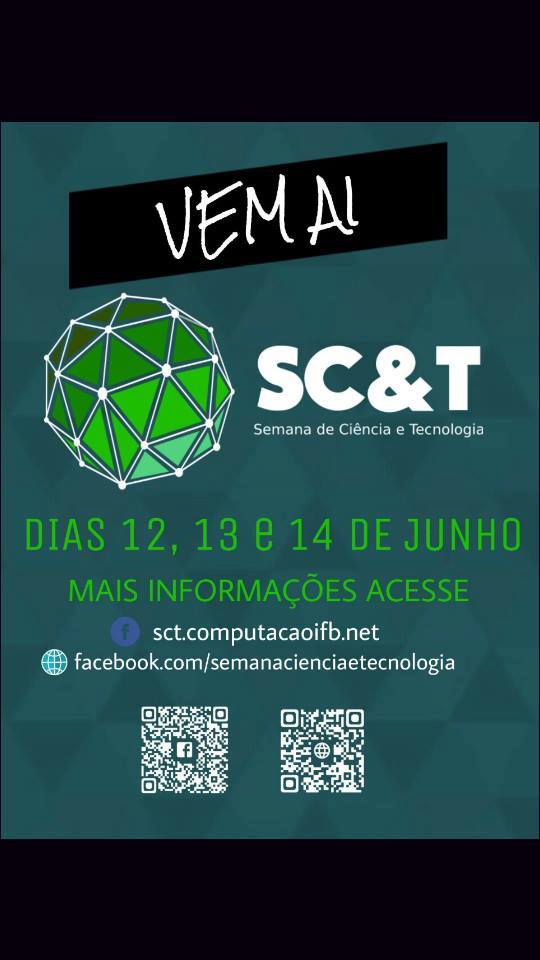 VEM AI
SC&T
Semana de Ciência e Tecnologia
DIAS 12, 13 e 14 DE JUNHO
MAIS INFORMAÇÕES ACESSE
sct.computacaoifb.net
facebook.com/semanacienciaetecnologia